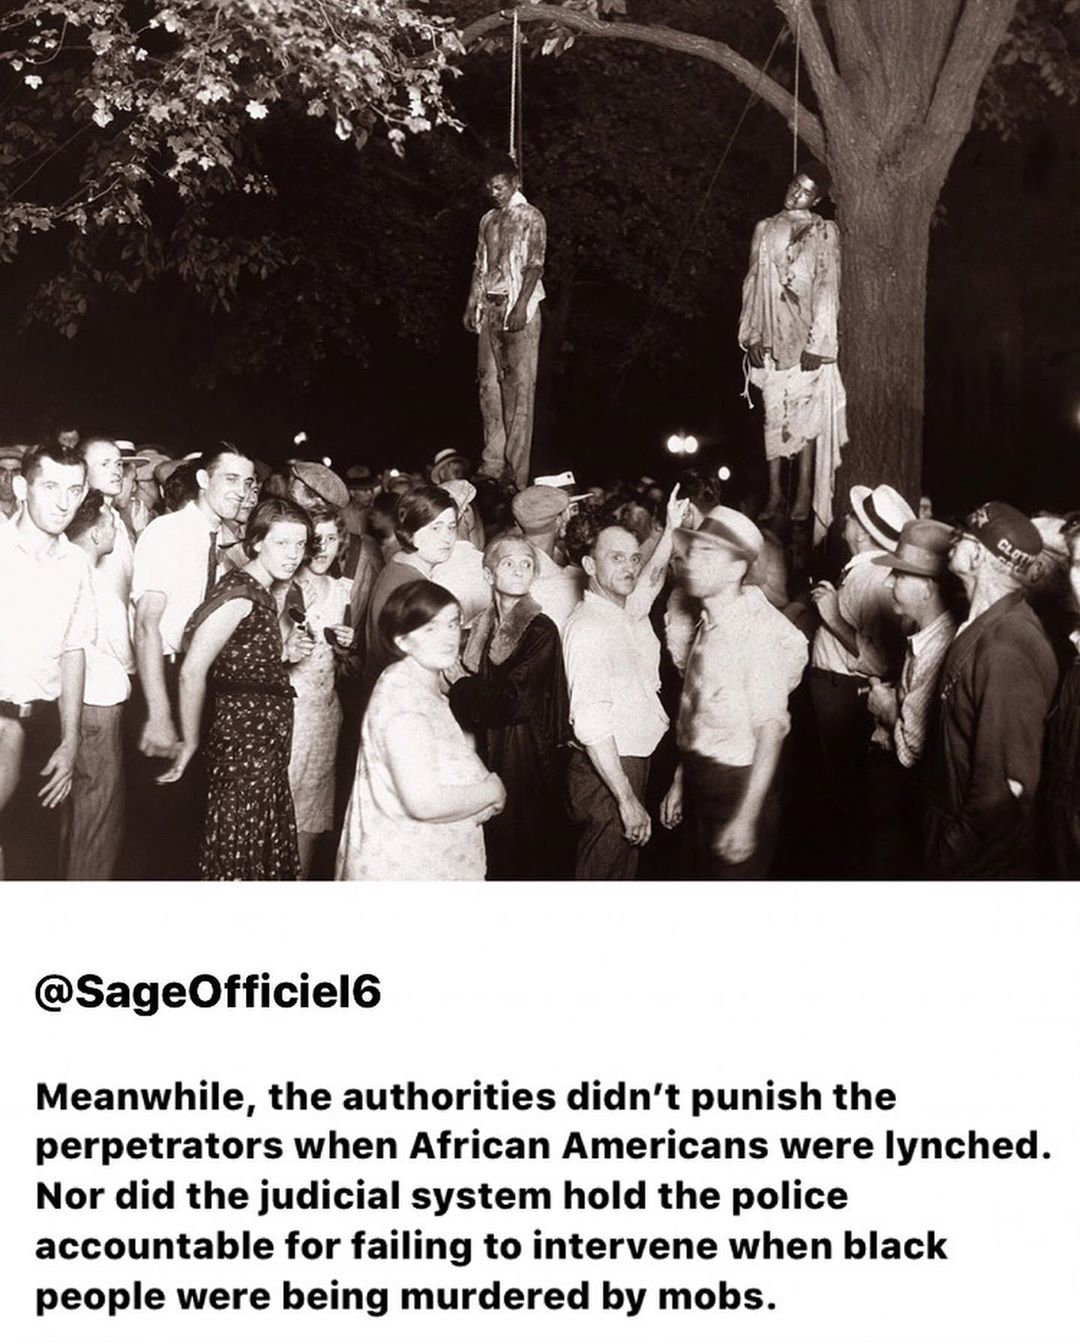 CLOTH
@SageOfficiel6
Meanwhile, the authorities didn't punish the
perpetrators when African Americans were lynched.
Nor did the judicial system hold the police
accountable for failing to intervene when black
people were being murdered by mobs.